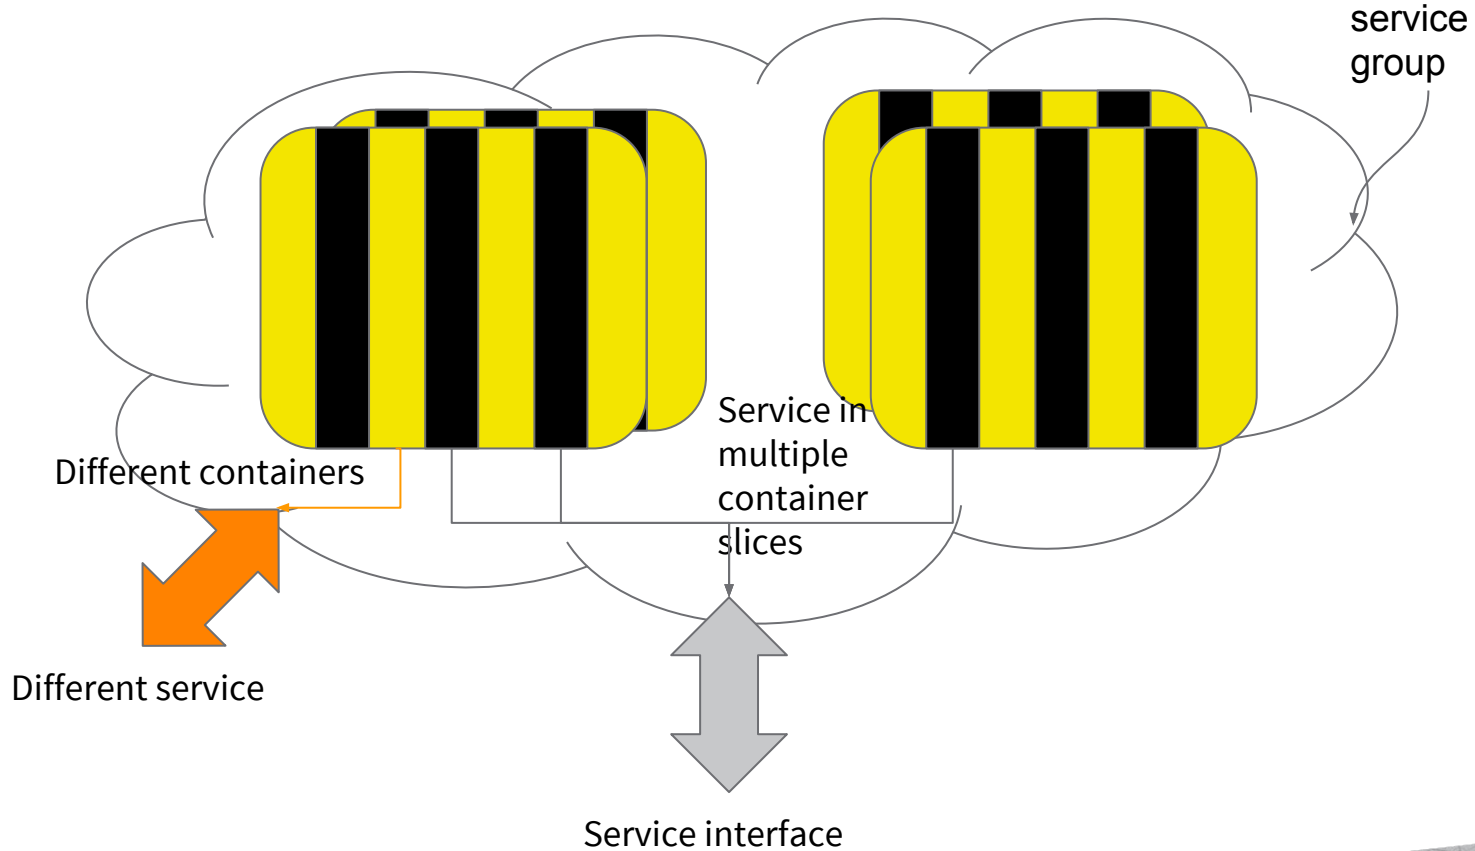 service
group
Service in
multiple
container
slices
Different containers
Different service
Service interface